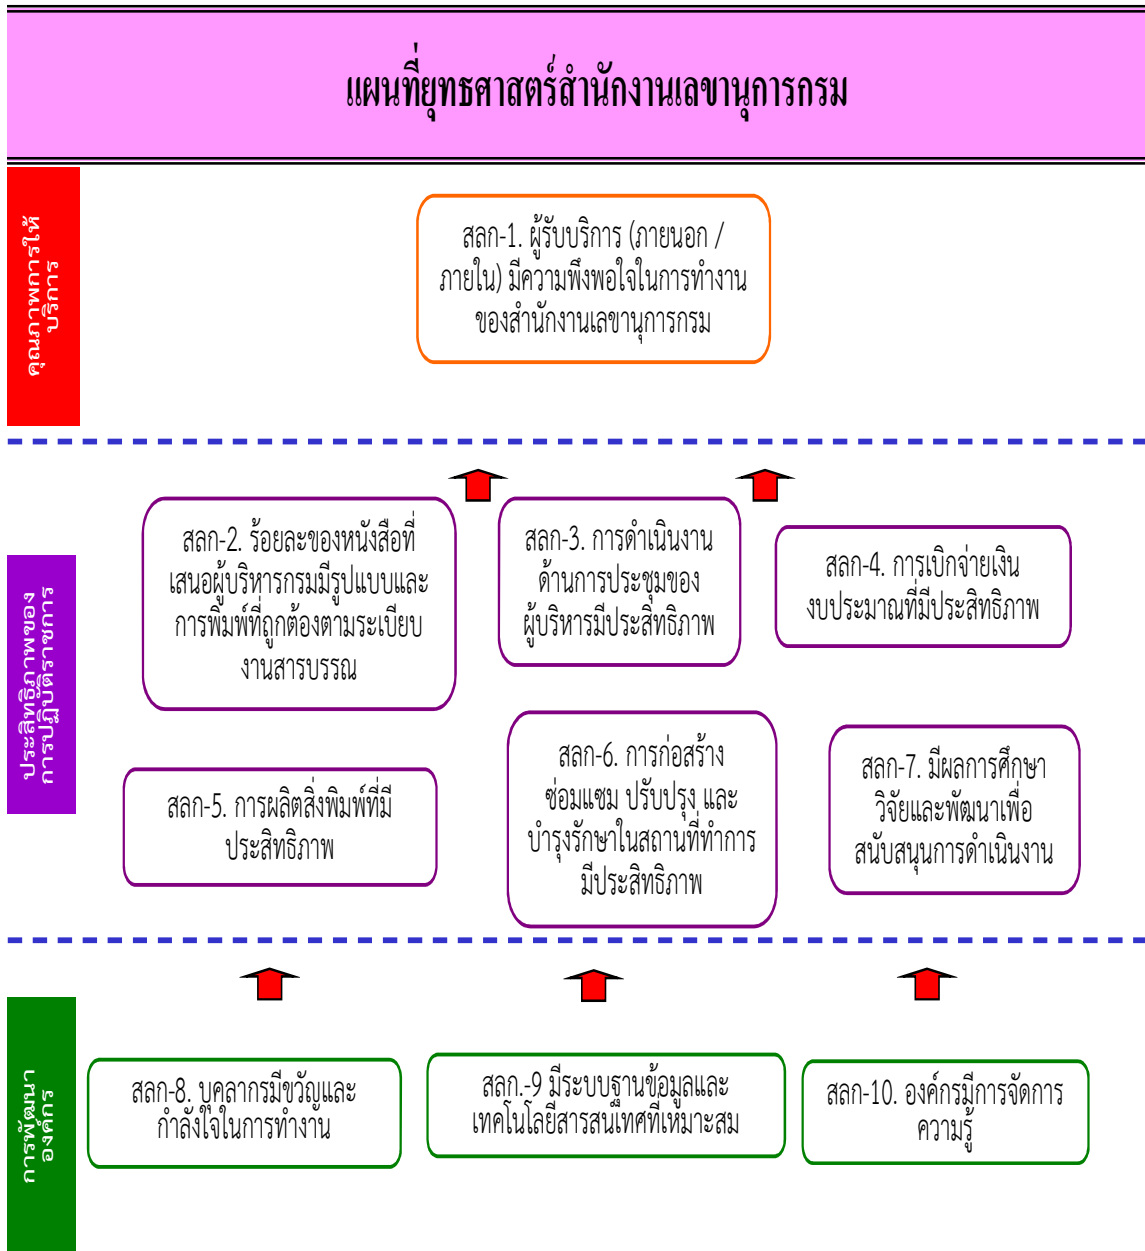 แผนที่ยุทธศาสตร์สำนักงานเลขานุการกรม
คุณภาพการให้
บริการ
สลก-1. ผู้รับบริการ (ภายนอก /
ภายใน) มีความพึงพอใจในการทำงาน
ของสำนักงานเลขานุการกรม
ประสิทธิภาพของ
การปฏิบัติราชการ
สลก-2. ร้อยละของหนังสือที่
เสนอผู้บริหารกรมมีรูปแบบและ
การพิมพ์ที่ถูกต้องตามระเบียบ
งานสารบรรณ
สลก-3. การดำเนินงาน
ด้านการประชุมของ
ผู้บริหารมีประสิทธิภาพ
สลก-4. การเบิกจ่ายเงิน
งบประมาณที่มีประสิทธิภาพ
สลก-5. การผลิตสิ่งพิมพ์ที่มี
ประสิทธิภาพ
สลก-6. การก่อสร้าง
ซ่อมแซม ปรับปรุง และ
บำรุงรักษาในสถานที่ทำการ
มีประสิทธิภาพ
สลก-7. มีผลการศึกษา
วิจัยและพัฒนาเพื่อ
สนับสนุนการดำเนินงาน
การพัฒนา
องค์กร
สลก-8. บุคลากรมีขวัญและ
กำลังใจในการทำงาน
สลก.-9 มีระบบฐานข้อมูลและ
เทคโนโลยีสารสนเทศที่เหมาะสม
สลก-10. องค์กรมีการจัดการ
ความรู้